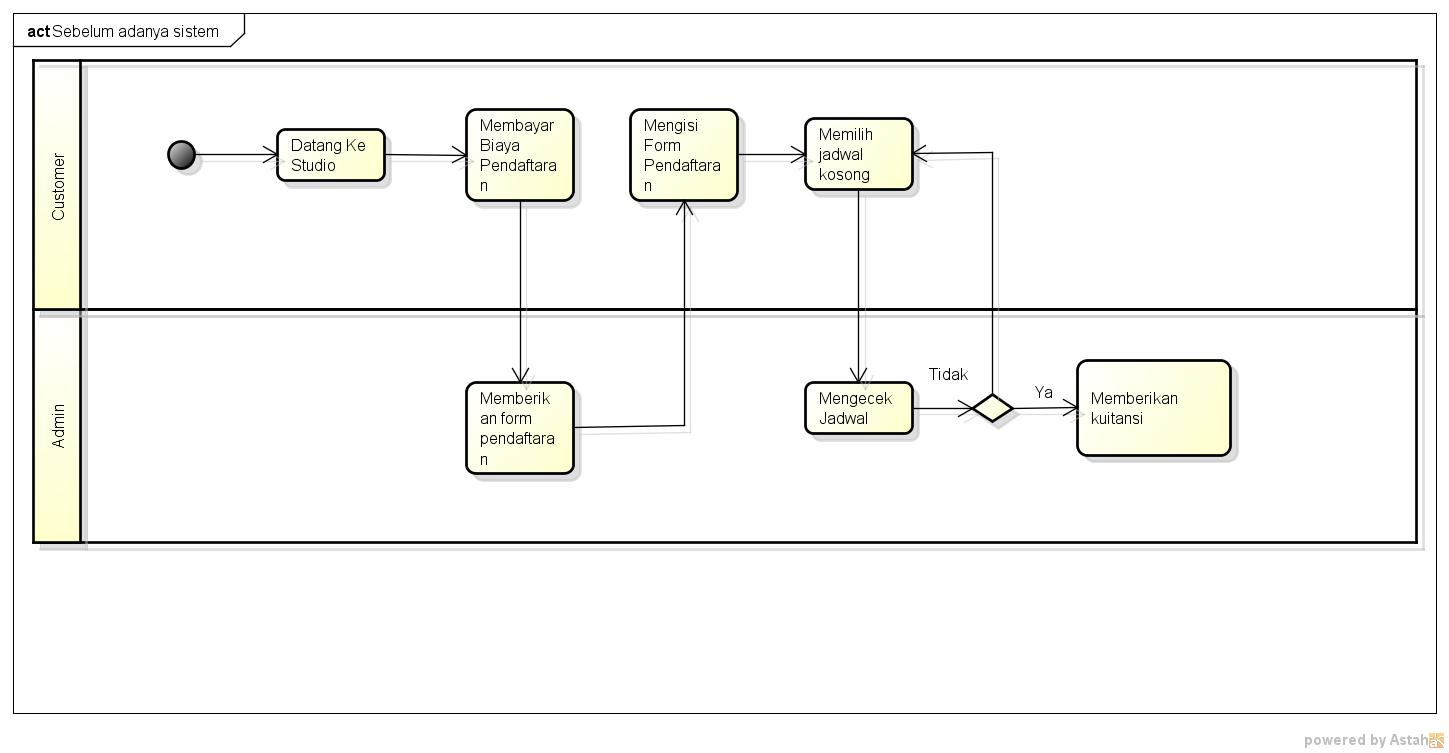 act Sebelum adanya sistem
Customer
Datang Ke
Studio
Membayar
Biaya
Pendaftara
n
Mengisi
Form
Pendaftara
n
Memilih
jadwal
kosong
Admin
Memberik
an form
pendaftara
n
Mengecek
Jadwal
Tidak
Ya
Memberikan
kuitansi
powered by Astah